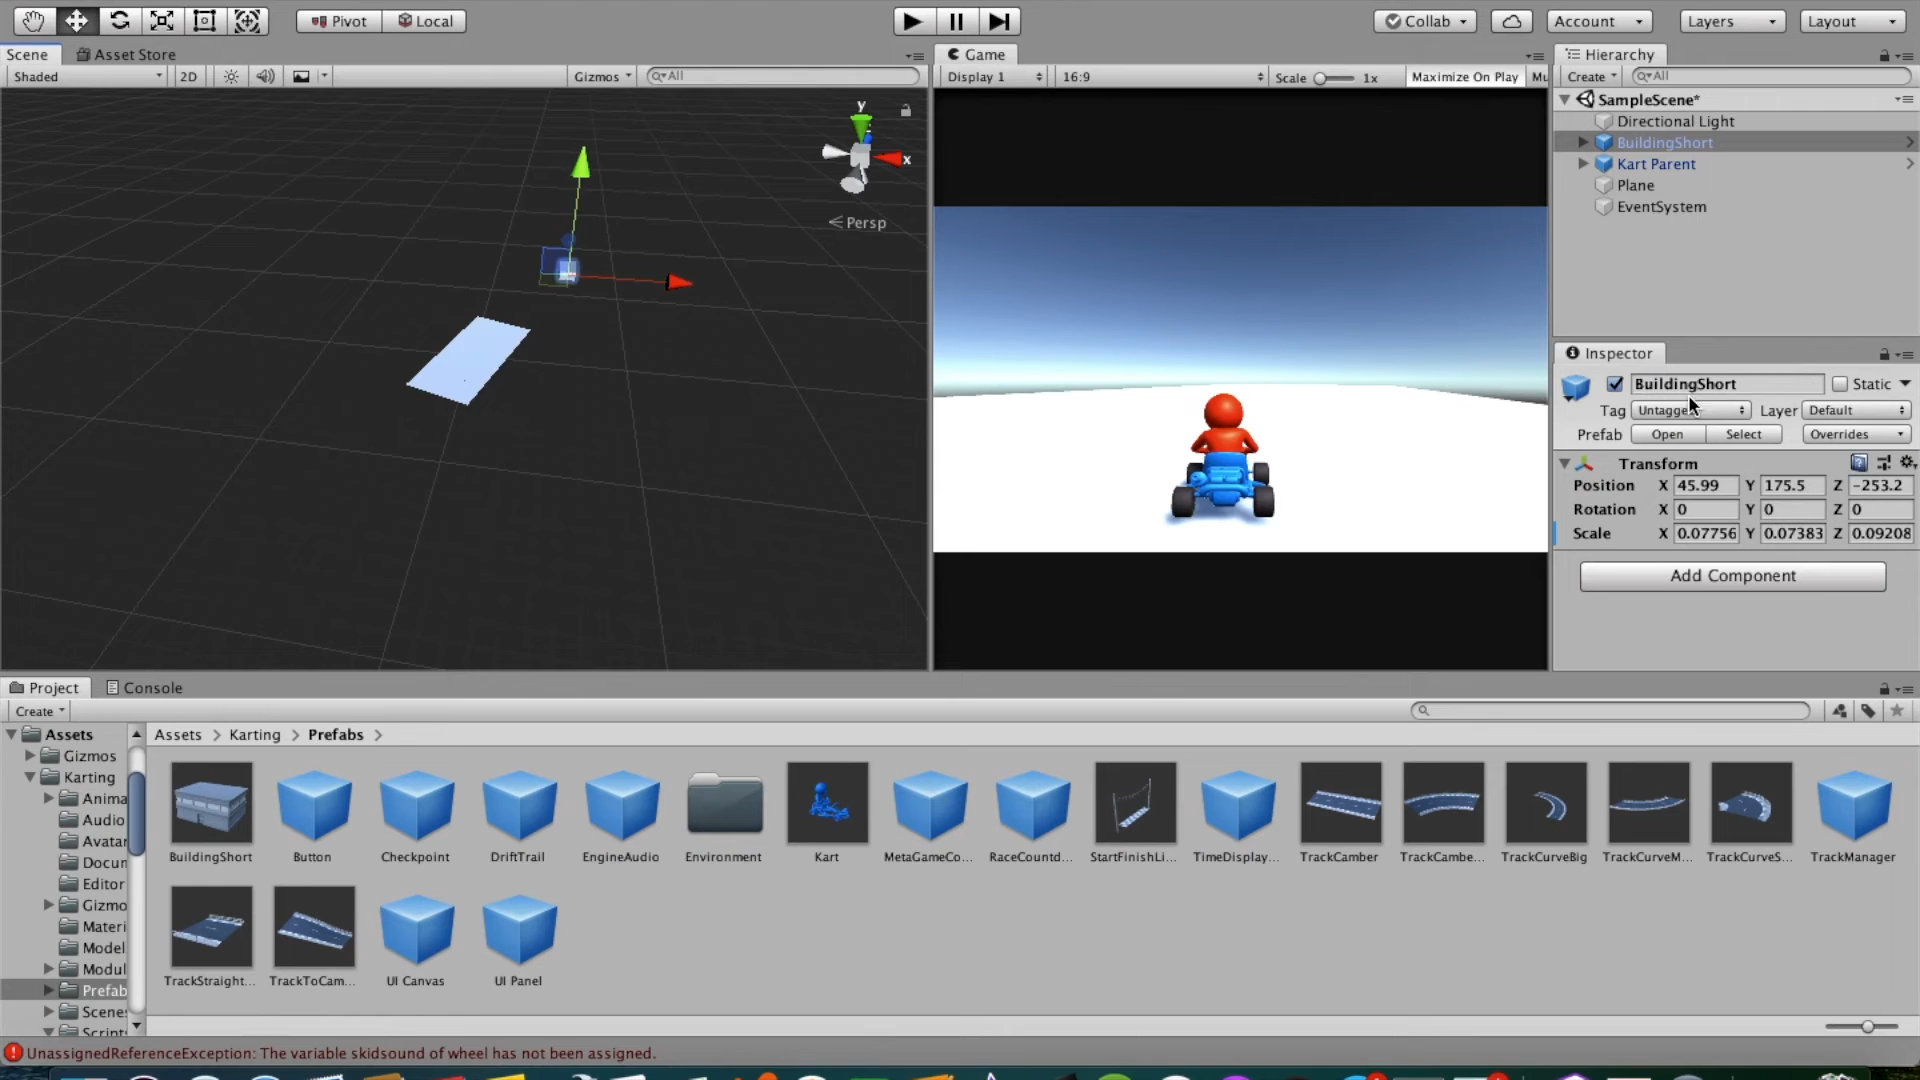 Pivot Local Collab Account Layers Layout
Scene Asset Store Game Hierarchy
Shaded 2D Gizmos All Display 1 16:9 Scale 1x Maximize On Play Mu Create All
SampleScene*
Directional Light
BuildingShort
Kart Parent
Plane
EventSystem
y
x
Persp
Inspector
BuildingShort Static
Tag Untagge Layer Default
Prefab Open Select Overrides
Transform
Position X 45.99 Y 175.5 Z -253.2
Rotation X 0 Y 0 Z 0
Scale X 0.07756 Y 0.07383 Z 0.09208
Add Component
Project Console
Create
Assets
Gizmos
Karting
Anima
Audio
Avatar
Docun
Editor
Gizmo
Materi
Model
Modul
Prefab
Scene
Script
Assets > Karting > Prefabs >
BuildingShort Button Checkpoint DriftTrail EngineAudio Environment Kart MetaGameCo... RaceCountd... StartFinishLi... TimeDisplay... TrackCamber TrackCambe... TrackCurveBig TrackCurveM... TrackCurveS... TrackManager
TrackStraight... TrackToCam... UI Canvas UI Panel
UnassignedReferenceException: The variable skidsound of wheel has not been assigned.